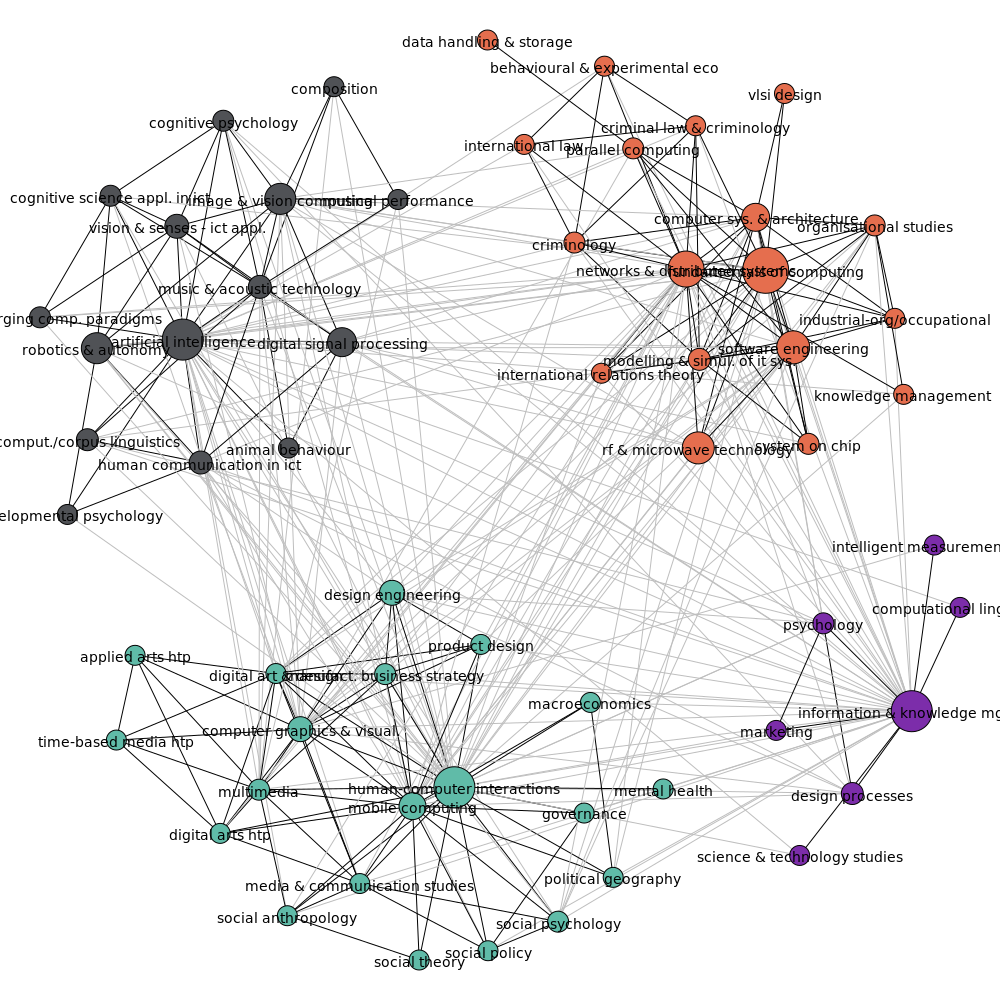 data handling & storage
behavioural & experimental eco
composition
vlsi design
cognitive psychology
criminal law & criminology
international law
parallel computing
cognitive science appl. in ict
image & vision computing
musical performance
vision & senses - ict appl.
computer sys. & architecture
organisational studies
criminology
networks & distributed systems
fundamentals of computing
music & acoustic technology
rging comp. paradigms
industrial-org/occupational
robotics & autonomy
artificial intelligence
digital signal processing
software engineering
modelling & simul. of it sys.
international relations theory
knowledge management
comput./corpus linguistics
animal behaviour
rf & microwave technology
system on chip
human communication in ict
elopmental psychology
intelligent measuremen
design engineering
computational ling
psychology
product design
applied arts htp
digital art & design
manufact. business strategy
macroeconomics
information & knowledge mg
computer graphics & visual.
marketing
time-based media htp
human-computer interactions
multimedia
mental health
design processes
mobile computing
governance
digital arts htp
science & technology studies
political geography
media & communication studies
social anthropology
social psychology
social policy
social theory